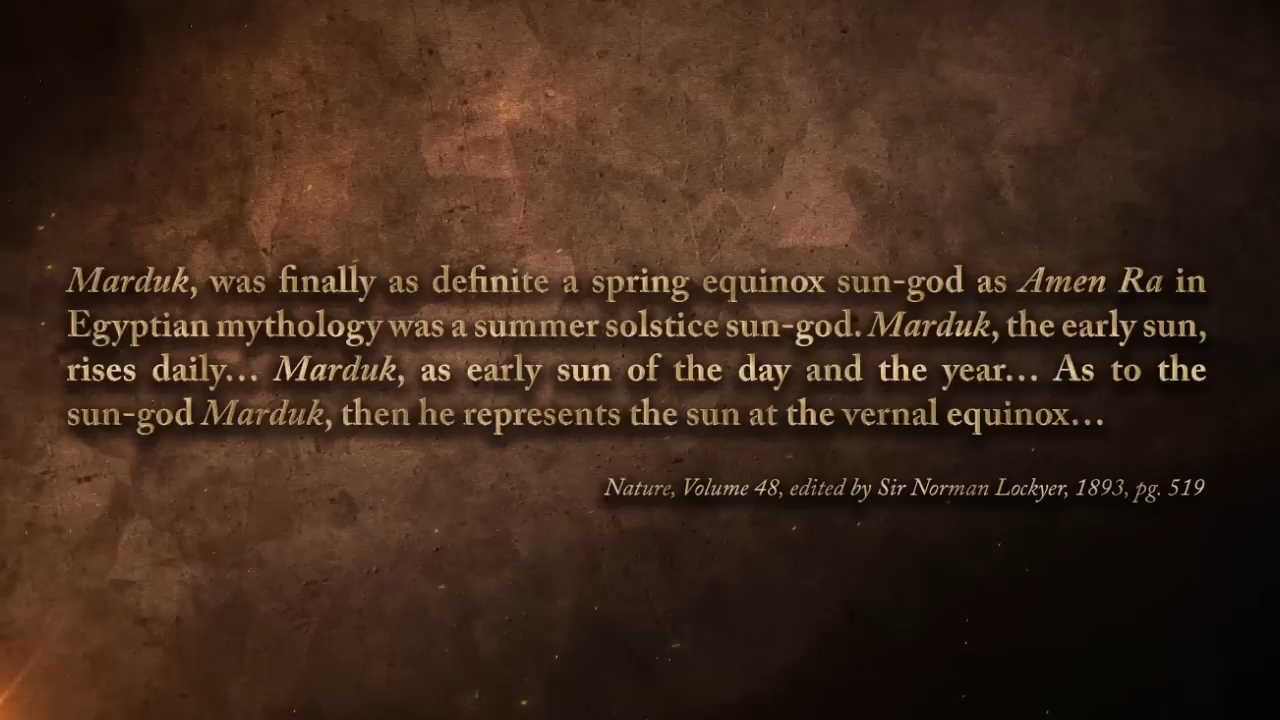 Marduk, was finally as definite a spring equinox sun-god as Amen Ra in
Egyptian mythology was a summer solstice sun-god. Marduk, the early sun,
rises daily... Marduk, as early sun of the day and the year... As to the
sun-god Marduk, then he represents the sun at the vernal equinox...
Nature, Volume 48, edited by Sir Norman Lockyer, 1893, pg. 519